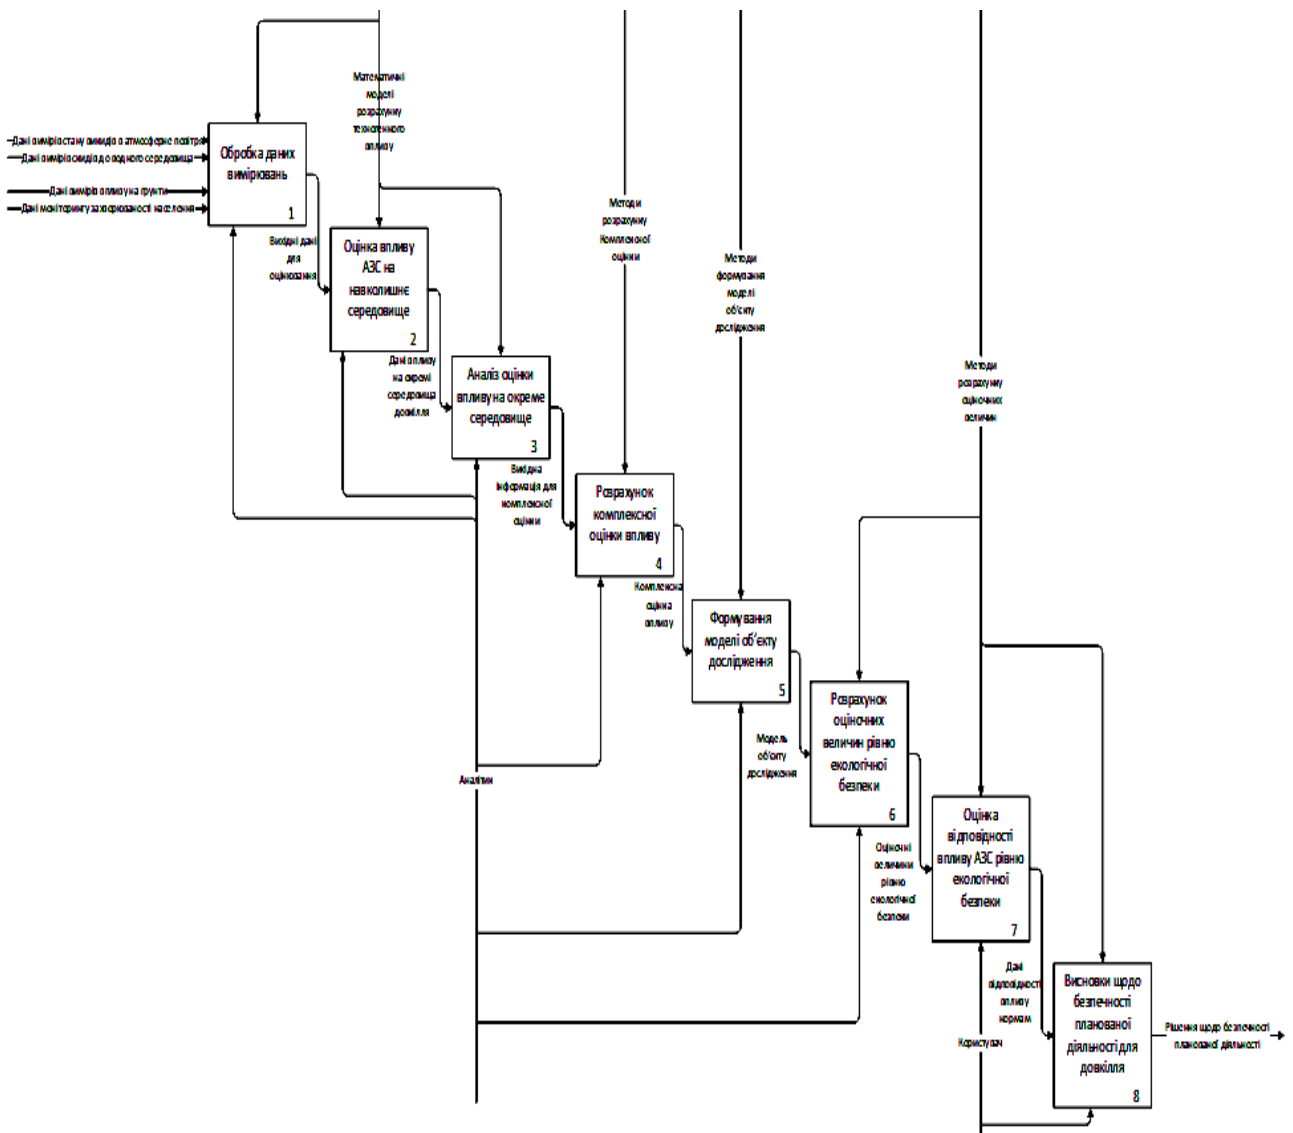 Математичні
моделі
розрахунку
техногенного
впливу
Дані вимірів стану викидів в атмосферне повітря
Дані вимірів скидів до водного середовища
Дані вимірів впливу на ґрунти
Дані моніторингу захворюваності населення
Обробка даних
вимірювань
1
Вихідні дані
для
оцінювання
Оцінка впливу
АЗС на
навколишнє
середовище
2
Методи
розрахунку
Комплексної
оцінки
Методи
формування
моделі
об'єкту
дослідження
Дані впливу
на окремі
середовища
довкілля
Аналіз оцінки
впливу на окреме
середовище
3
Методи
розрахунку
оціночних
величин
Вихідна
інформація для
комплексної
оцінки
Розрахунок
комплексної
оцінки впливу
4
Комплексна
оцінка
впливу
Формування
моделі об'єкту
дослідження
5
Модель
об'єкту
дослідження
Розрахунок
оціночних
величин рівню
екологічної
безпеки
6
Аналітик
Оціночні
величини
рівню
екологічної
безпеки
Оцінка
відповідності
впливу АЗС рівню
екологічної
безпеки
7
Дані
відповідності
впливу
нормам
Користувач
Висновки щодо
безпечності
планованої
діяльності для
довкілля
8
Рішення щодо безпечності
планованої діяльності